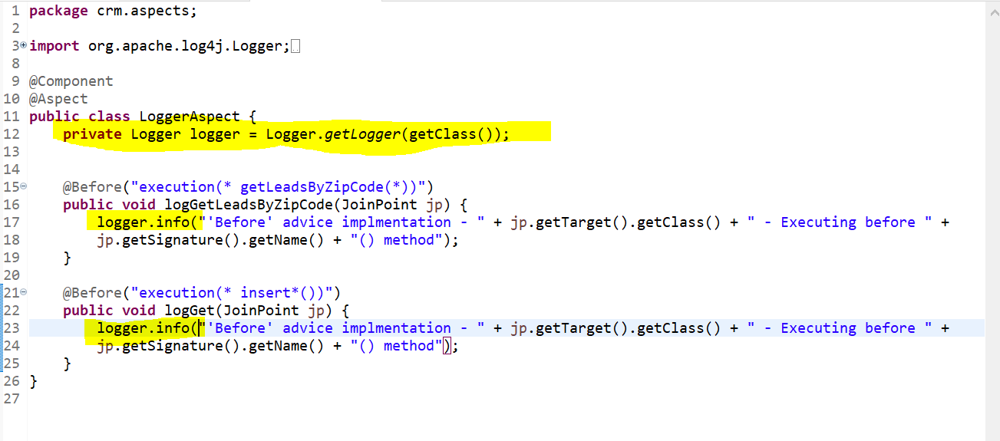 1 package crm.aspects;
2
3 import org.apache.log4j.Logger;
8
9 @Component
10 @Aspect
11 public class LoggerAspect {
12 private Logger logger = Logger.getLogger(getClass());
13
14
15 @Before("execution(* getLeadsByZipCode(*))")
16 public void logGetLeadsByZipCode(JoinPoint jp) {
17 logger.info("'Before' advice implmentation - " + jp.getTarget().getClass() + " - Executing before " +
18 jp.getSignature().getName() + "() method");
19 }
20
21 @Before("execution(* insert*())")
22 public void logGet(JoinPoint jp) {
23 logger.info("'Before' advice implmentation - " + jp.getTarget().getClass() + " - Executing before " +
24 jp.getSignature().getName() + "() method");
25 }
26 }
27